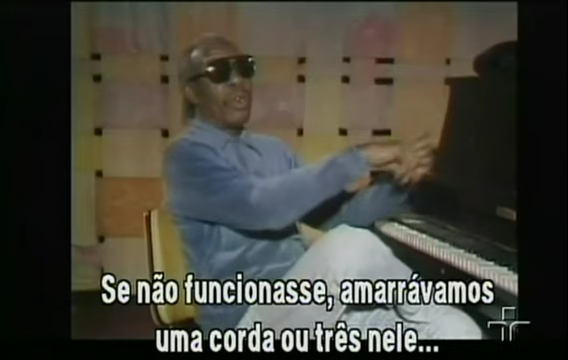 Se não funcionasse, amarrávamos
uma corda ou três nele...